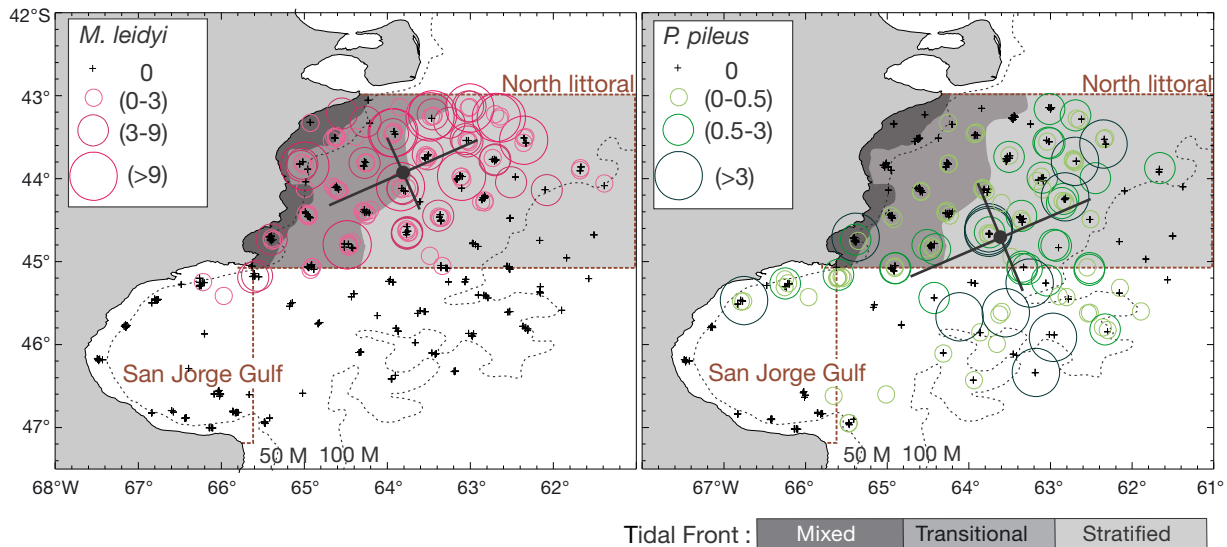 42°S
43°
44°
45°
46°
47°
M. leidyi
0
(0-3)
(3-9)
(>9)
North littoral
San Jorge Gulf
50 M 100 M
68°W 67° 66° 65° 64° 63° 62°
P. pileus
0
(0-0.5)
(0.5-3)
(>3)
North littoral
San Jorge Gulf
50 M 100 M
67°W 66° 65° 64° 63° 62° 61°
Tidal Front : Mixed Transitional Stratified